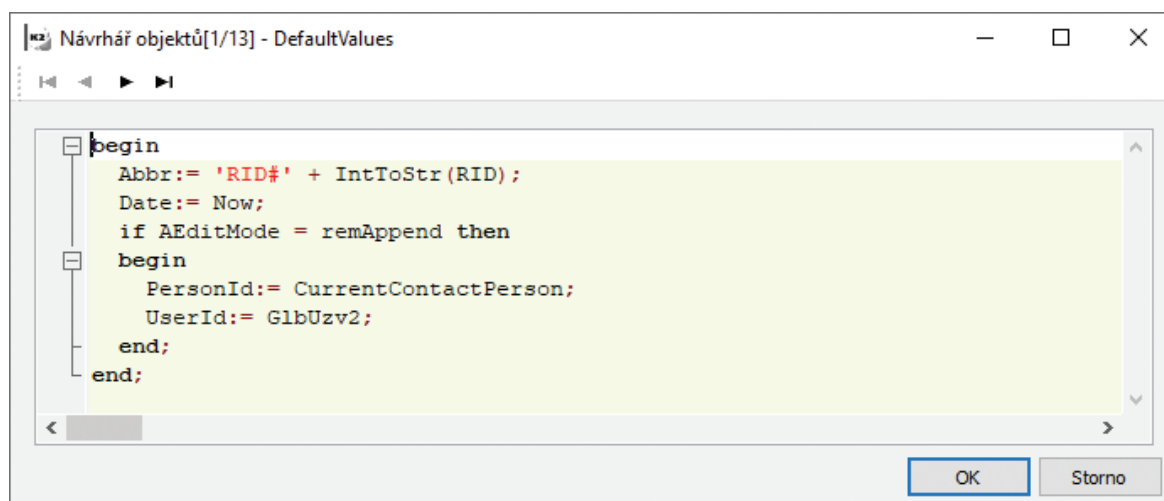 K2 Návrhář objektů[1/13] - DefaultValues
begin
Abbr:= 'RID#' + IntToStr(RID);
Date:= Now;
if AEditMode = remAppend then
begin
PersonId:= CurrentContactPerson;
UserId:= GlbUzv2;
end;
end;
OK Storno